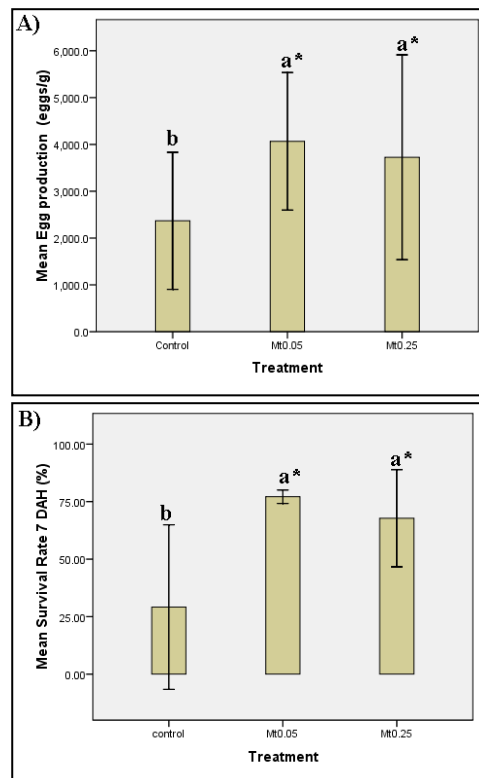 A)
Mean Egg production (eggs/g)
6,000.0
5,000.0
4,000.0
3,000.0
2,000.0
1,000.0
0.0
b
a*
a*
Control
Mt0.05
Mt0.25
Treatment
B)
Mean Survival Rate 7 DAH (%)
100.00
75.00
50.00
25.00
0.00
b
a*
a*
control
Mt0.05
Mt0.25
Treatment